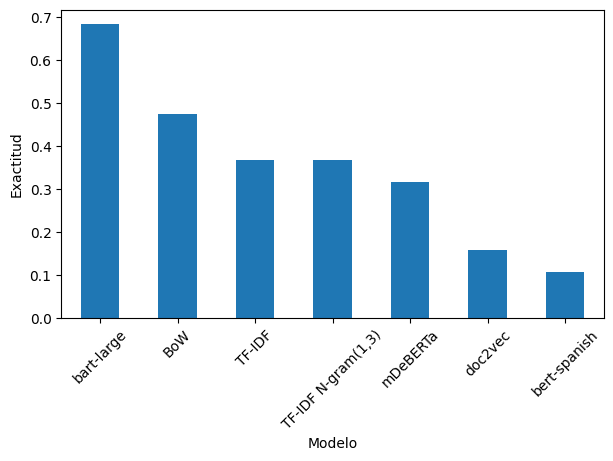 0.7
0.6
0.5
0.4
0.3
0.2
0.1
0.0
Exactitud
bart-large
BoW
TF-IDF
TF-IDF N-gram(1,3)
mDeBERTa
doc2vec
bert-spanish
Modelo